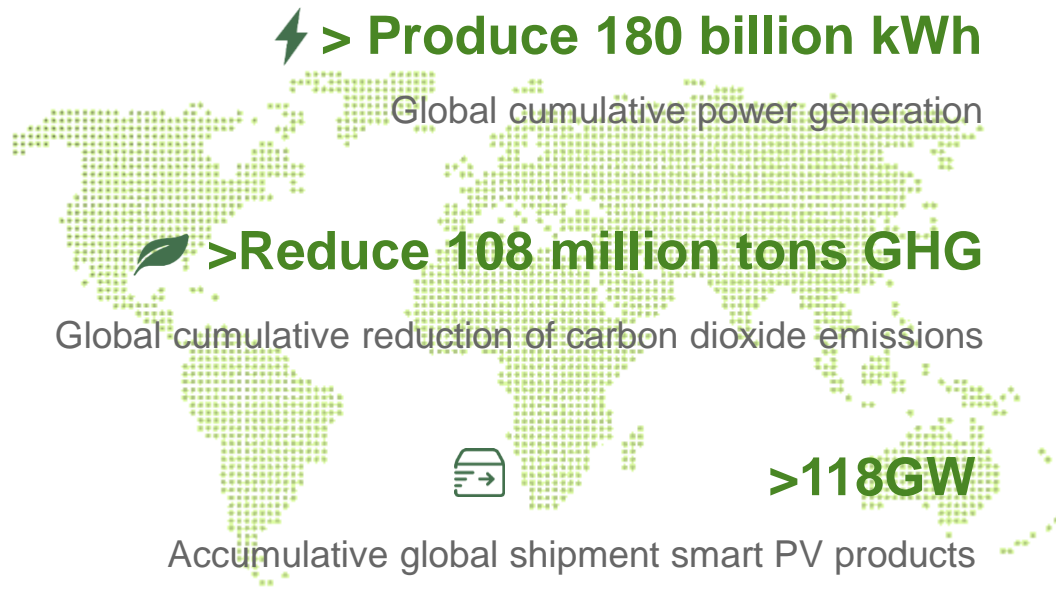 > Produce 180 billion kWh
Global cumulative power generation
>Reduce 108 million tons GHG
Global cumulative reduction of carbon dioxide emissions
>118GW
Accumulative global shipment smart PV products